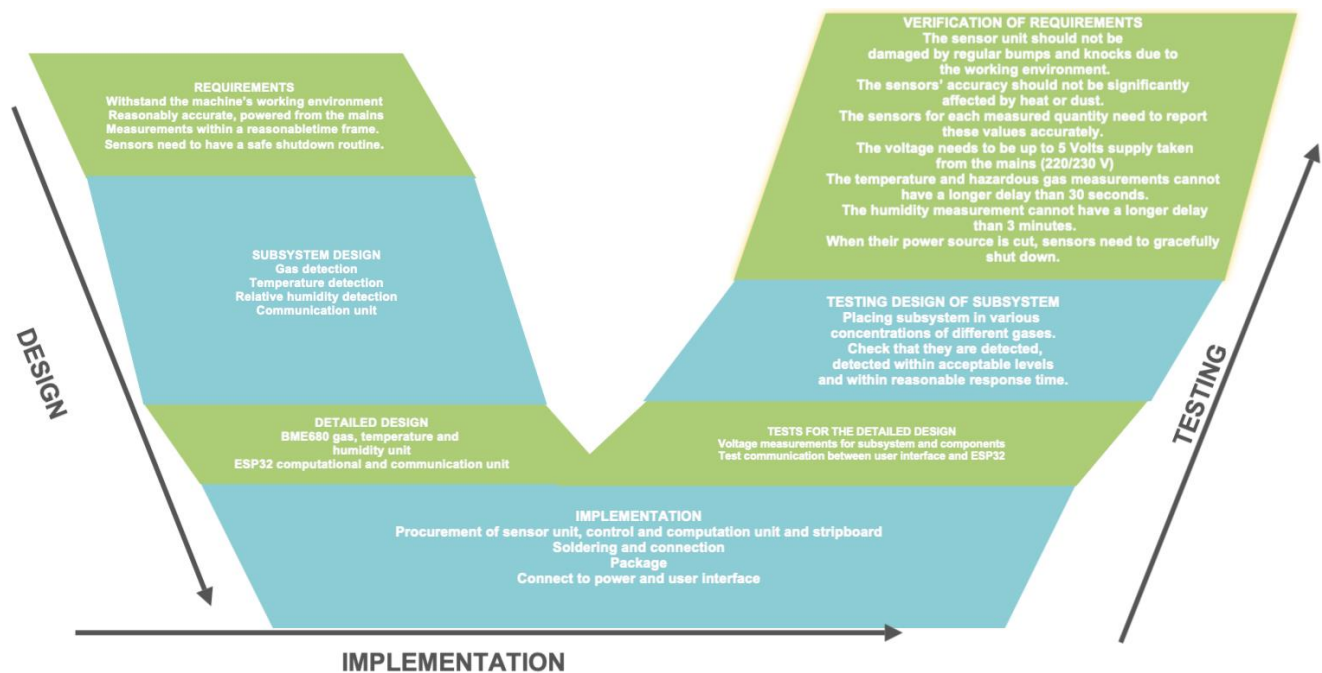 REQUIREMENTS
Withstand the machine's working environment
Reasonably accurate, powered from the mains
Measurements within a reasonabletime frame.
Sensors need to have a safe shutdown routine.
SUBSYSTEM DESIGN
Gas detection
Temperature detection
Relative humidity detection
Communication unit
DETAILED DESIGN
BME680 gas, temperature and
humidity unit
ESP32 computational and communication unit
IMPLEMENTATION
Procurement of sensor unit, control and computation unit and stripboard
Soldering and connection
Package
Connect to power and user interface
TESTS FOR THE DETAILED DESIGN
Voltage measurements for subsystem and components
Test communication between user interface and ESP32
TESTING DESIGN OF SUBSYSTEM
Placing subsystem in various
concentrations of different gases.
Check that they are detected,
detected within acceptable levels
and within reasonable response time.
VERIFICATION OF REQUIREMENTS
The sensor unit should not be
damaged by regular bumps and knocks due to
the working environment.
The sensors' accuracy should not be significantly
affected by heat or dust.
The sensors for each measured quantity need to report
these values accurately.
The voltage needs to be up to 5 Volts supply taken
from the mains (220/230 V)
The temperature and hazardous gas measurements cannot
have a longer delay than 30 seconds.
The humidity measurement cannot have a longer delay
than 3 minutes.
When their power source is cut, sensors need to gracefully
shut down.
DESIGN
IMPLEMENTATION
TESTING